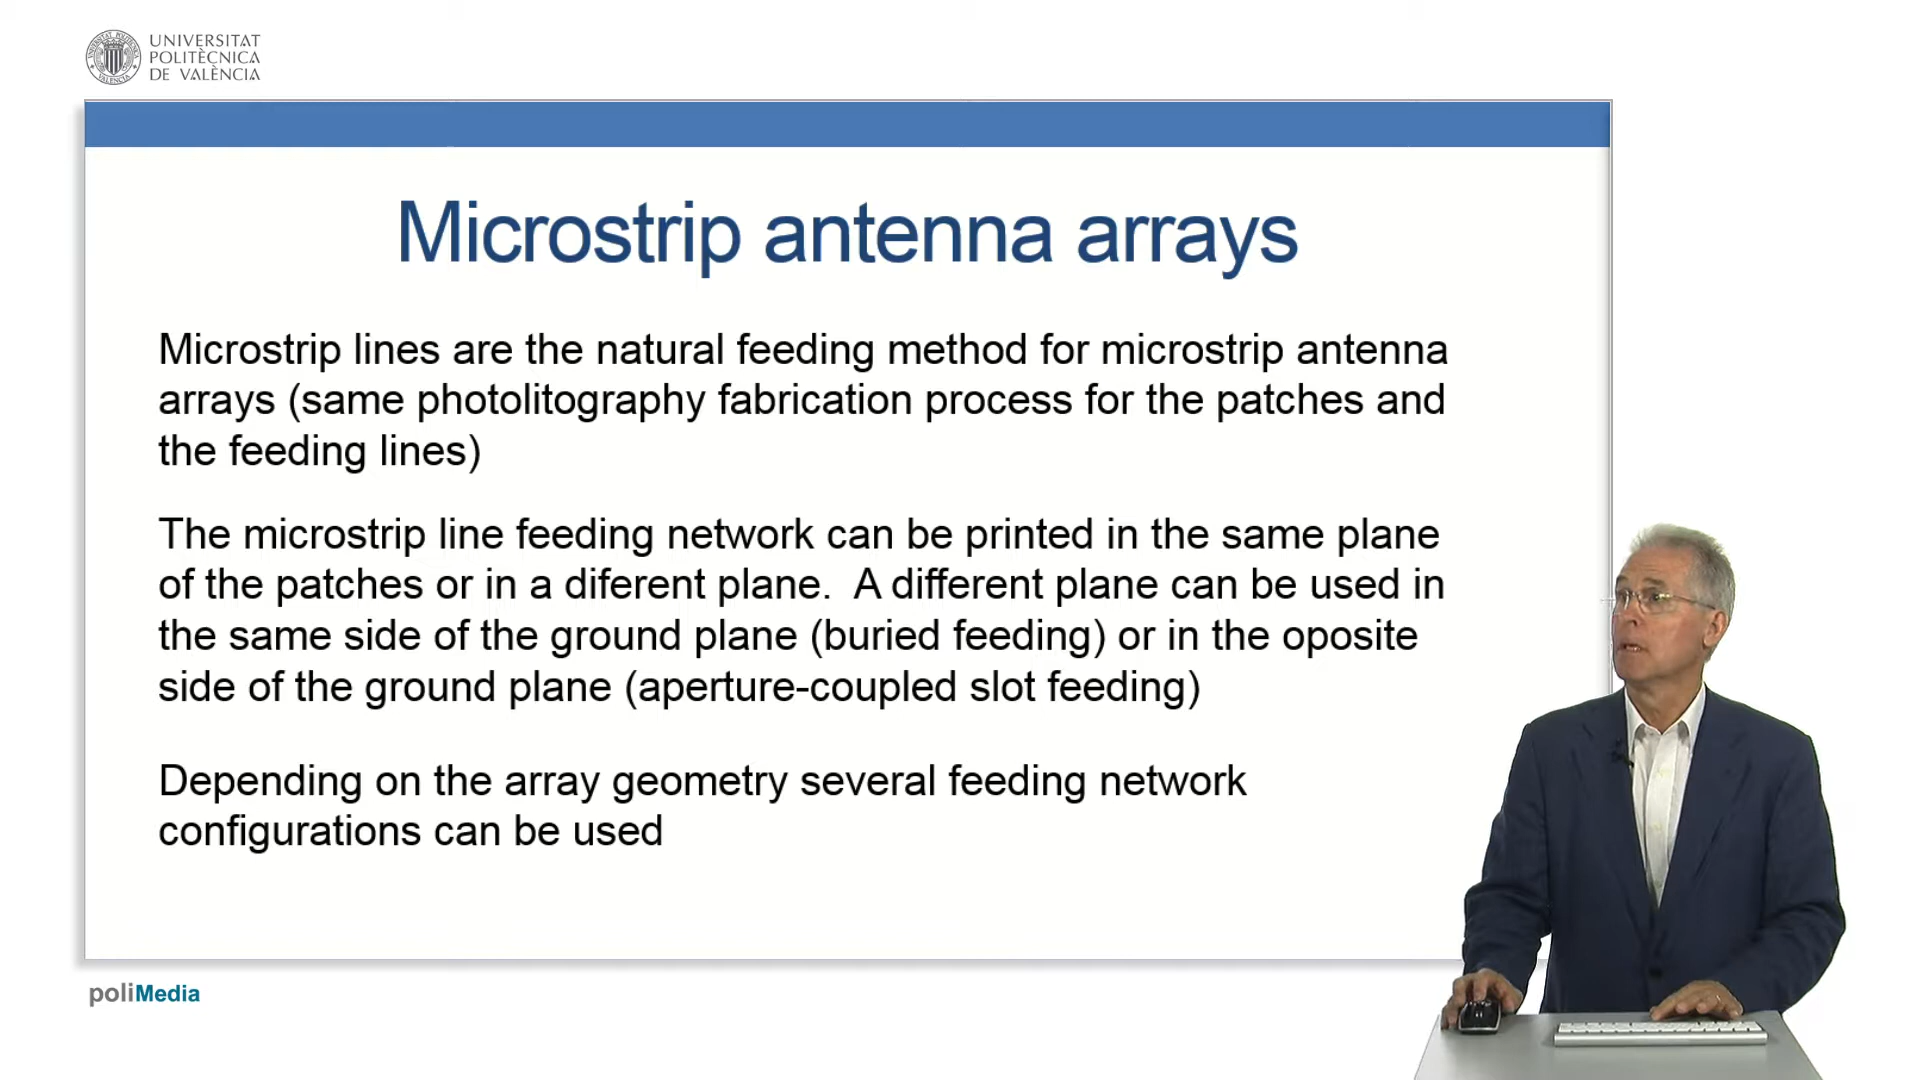 UNIVERSITAT
POLITÈCNICA
DE VALÈNCIA
Microstrip antenna arrays
Microstrip lines are the natural feeding method for microstrip antenna
arrays (same photolitography fabrication process for the patches and
the feeding lines)
The microstrip line feeding network can be printed in the same plane
of the patches or in a diferent plane.  A different plane can be used in
the same side of the ground plane (buried feeding) or in the oposite
side of the ground plane (aperture-coupled slot feeding)
Depending on the array geometry several feeding network
configurations can be used
poliMedia